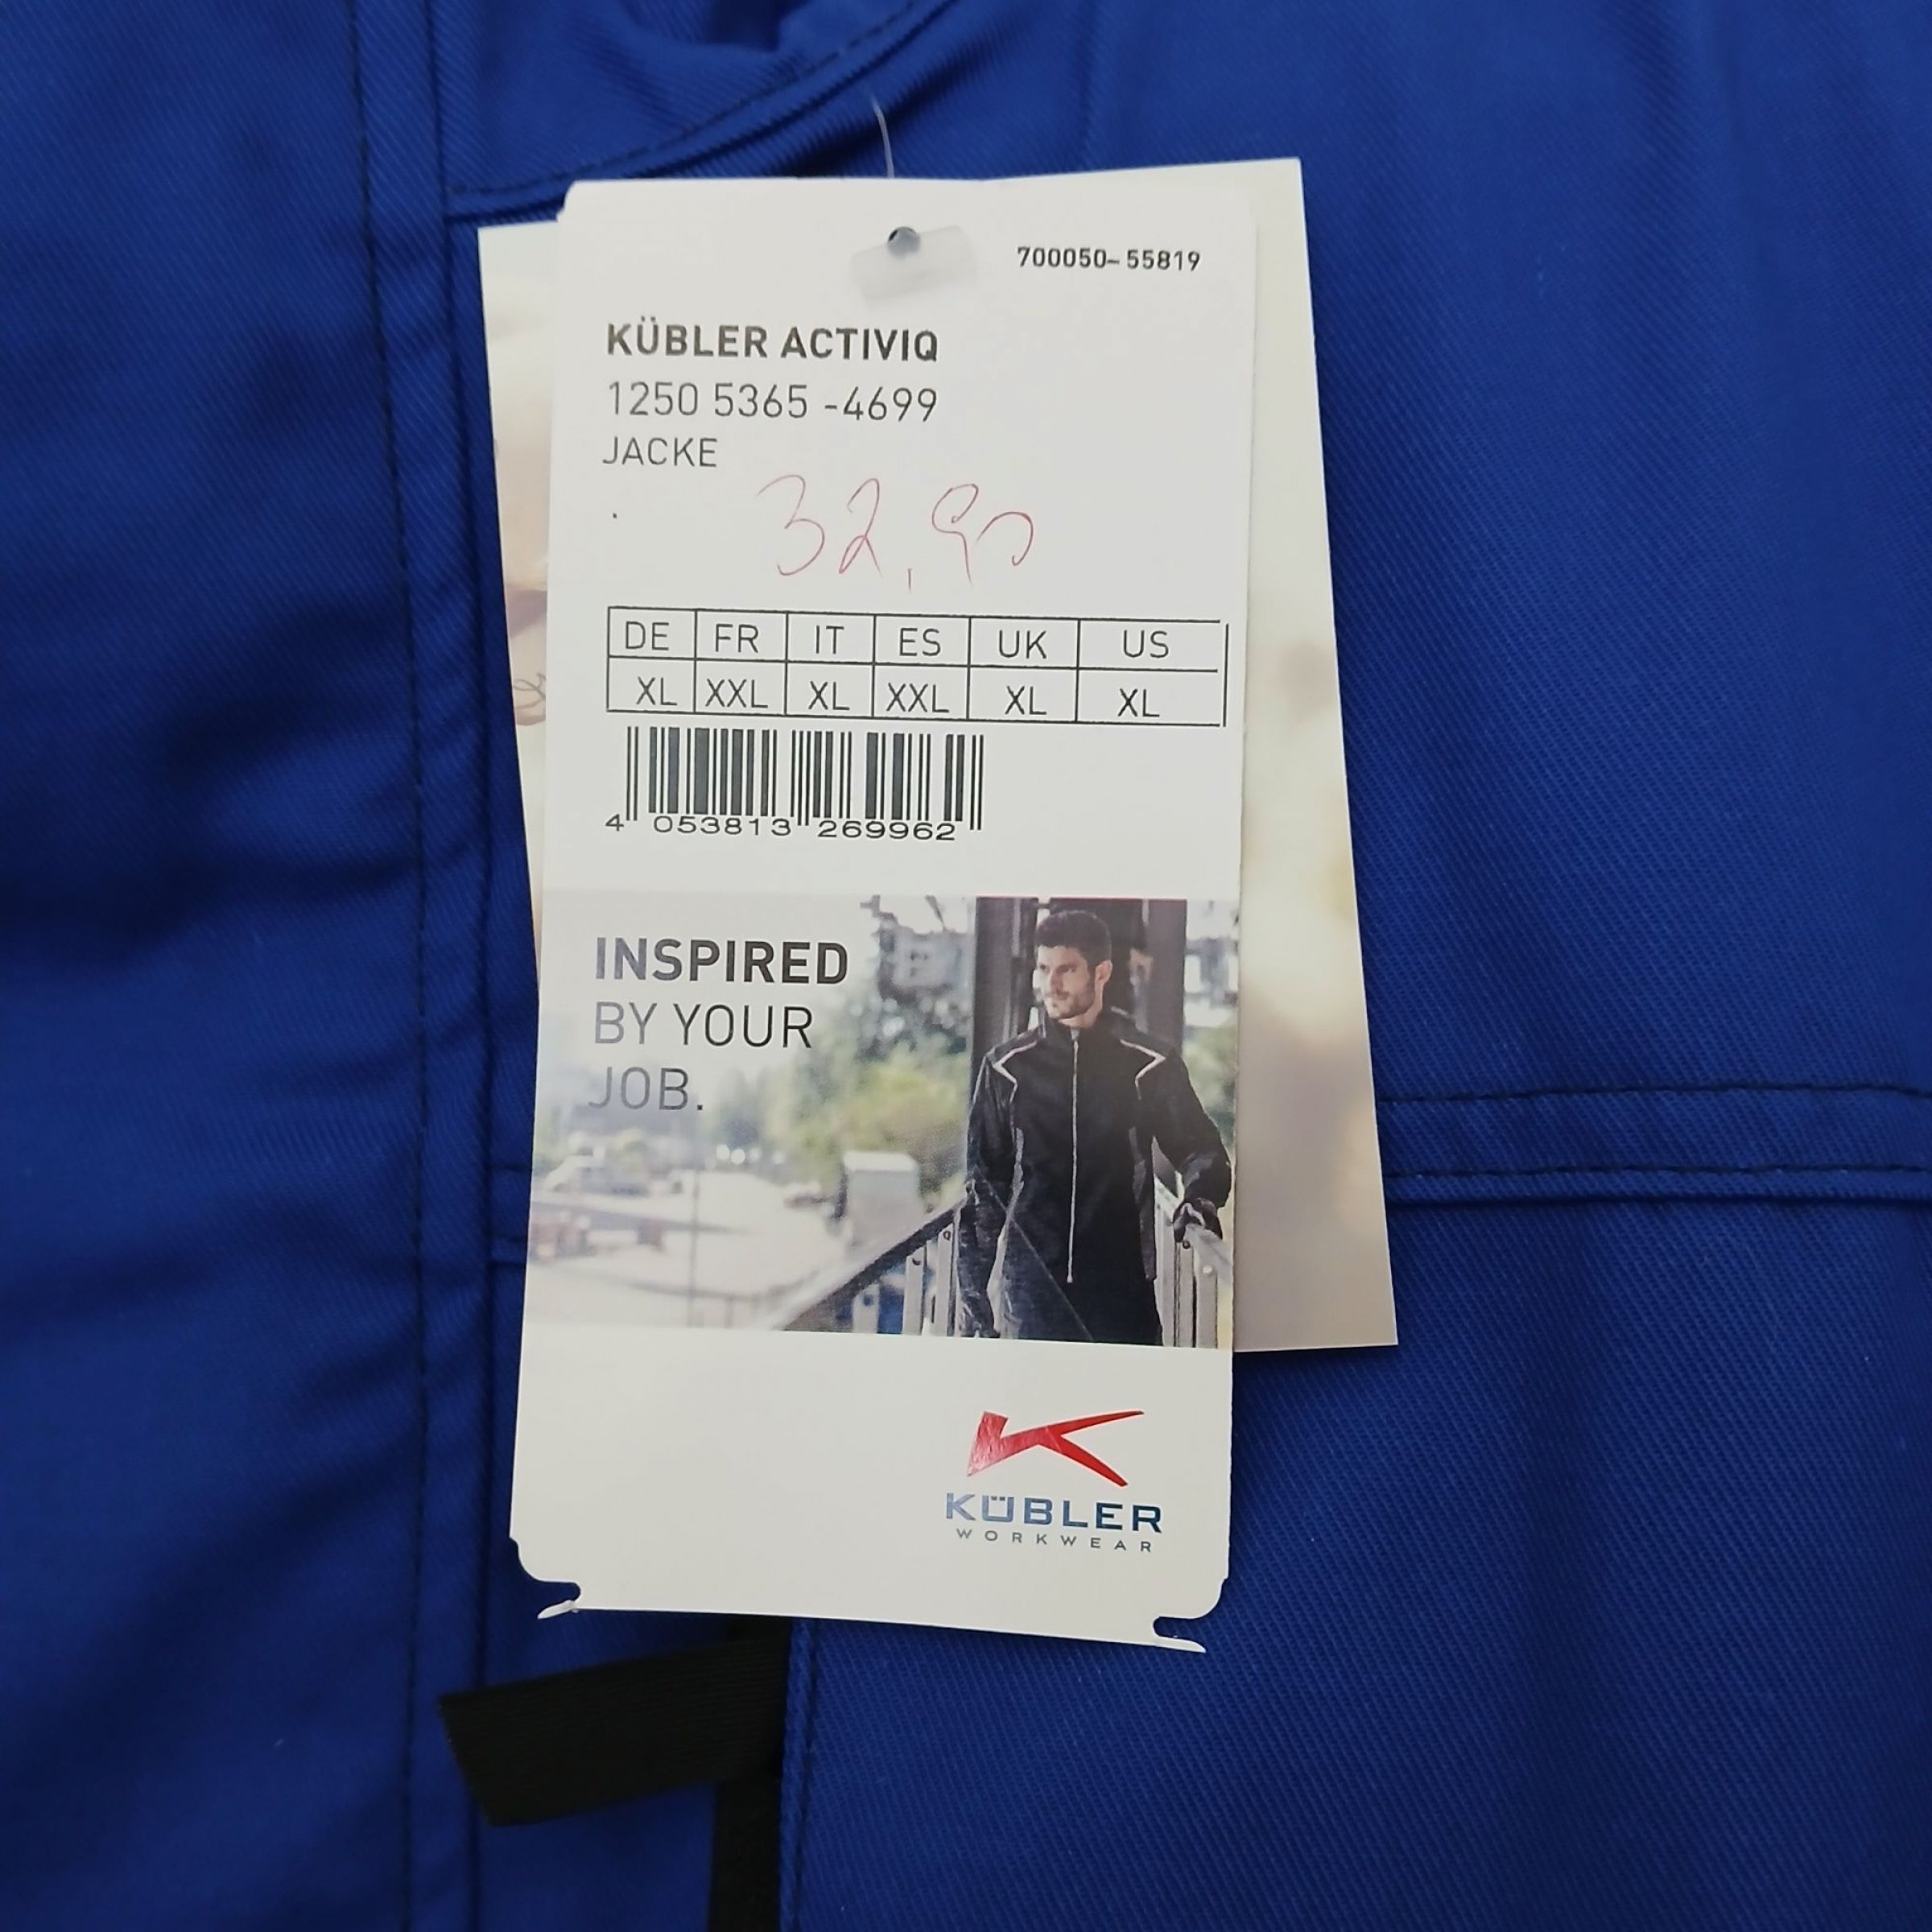 700050-55819
KÜBLER ACTIVIQ
1250 5365 -4699
JACKE
32,90
DE FR IT ES UK US
XL XXL XL XXL XL XL
4 053813 269962
INSPIRED
BY YOUR
JOB.
KÜBLER
WORKWEAR